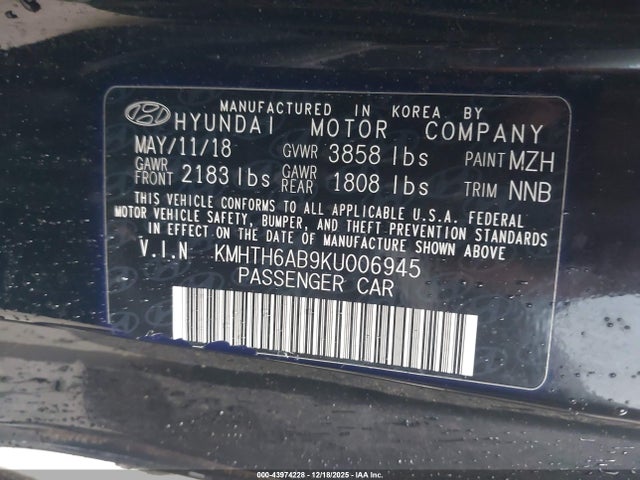 MANUFACTURED IN KOREA BY
HYUNDAI MOTOR COMPANY
MAY/11/18 GVWR 3858 lbs PAINT MZH
GAWR FRONT 2183 lbs GAWR REAR 1808 lbs TRIM NNB
THIS VEHICLE CONFORMS TO ALL APPLICABLE U.S.A. FEDERAL
MOTOR VEHICLE SAFETY, BUMPER, AND THEFT PREVENTION STANDARDS
IN EFFECT ON THE DATE OF MANUFACTURE SHOWN ABOVE
V.I.N KMHTH6AB9KU006945
PASSENGER CAR
000-43974228 - 12/18/2025 - IAA Inc.